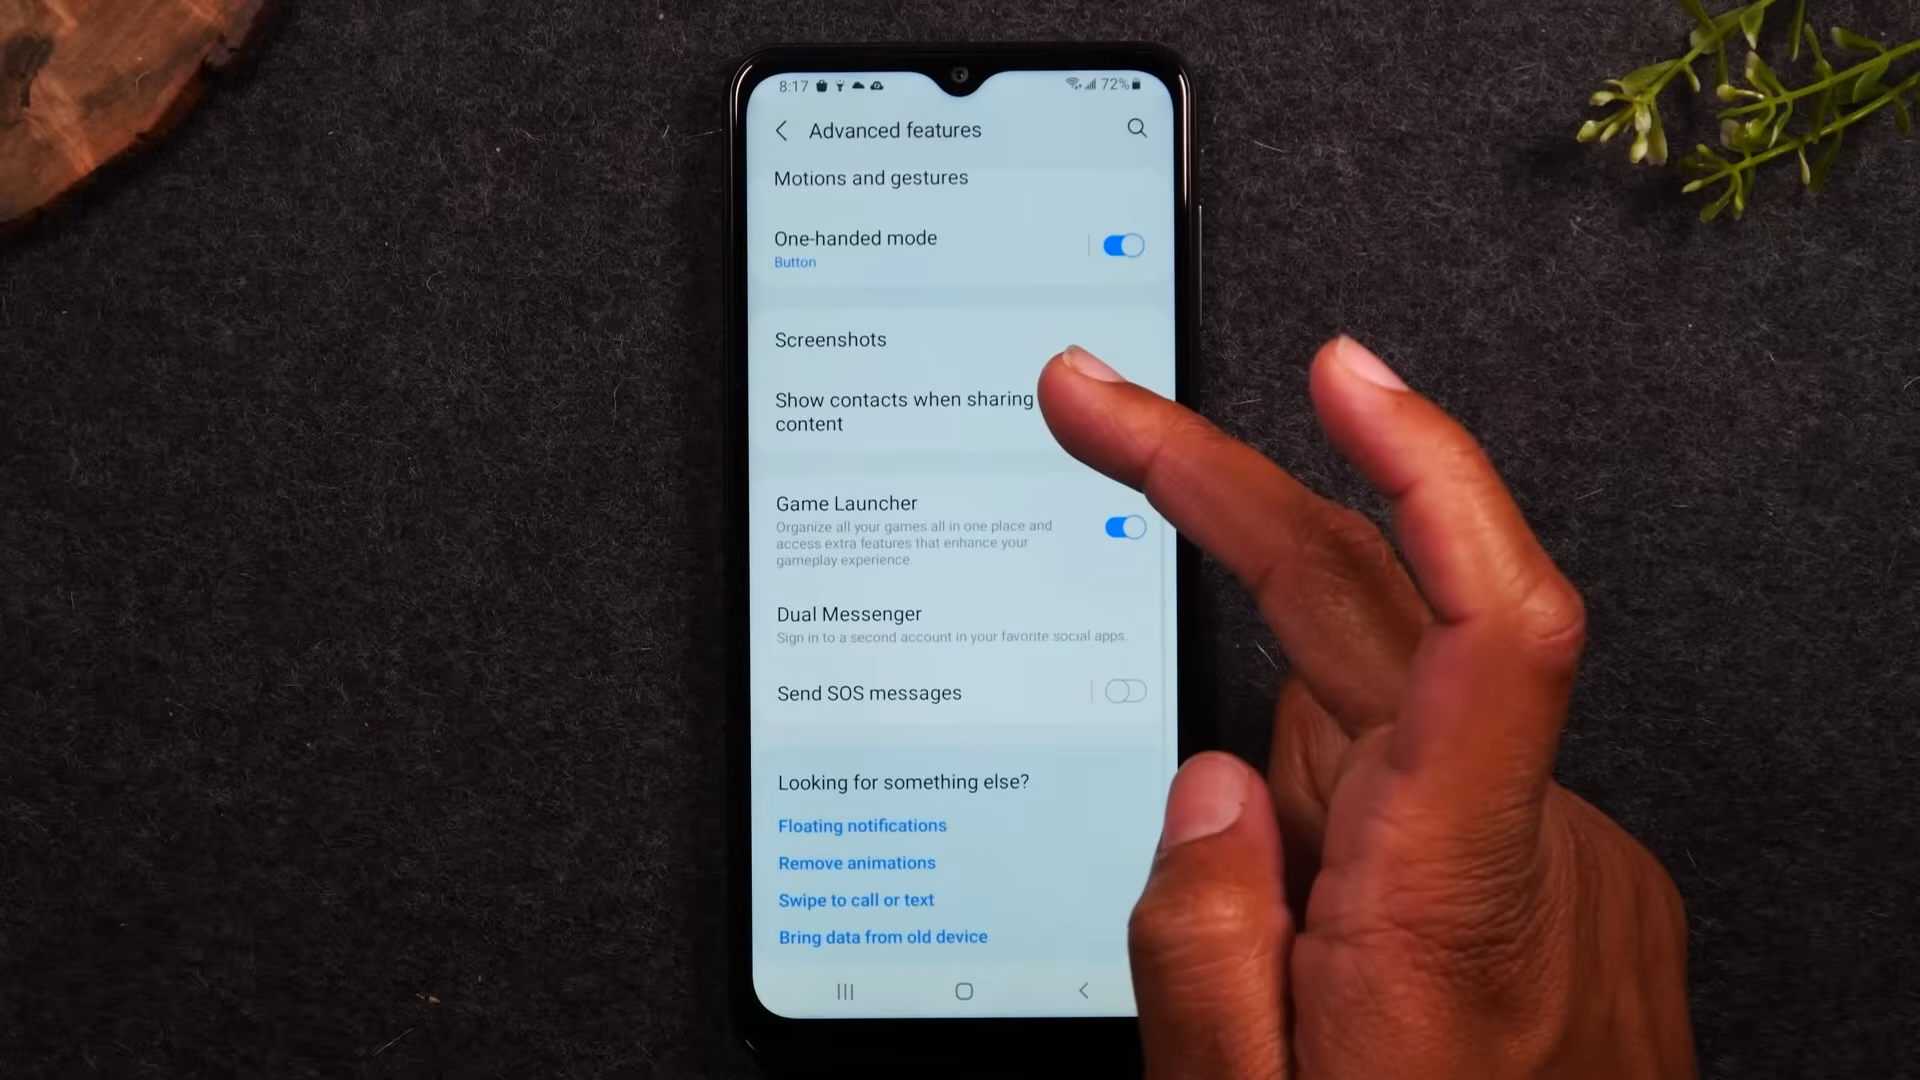 8:17
72%
Advanced features
Motions and gestures
One-handed mode
Button
Screenshots
Show contacts when sharing
content
Game Launcher
Organize all your games all in one place and
access extra features that enhance your
gameplay experience.
Dual Messenger
Sign in to a second account in your favorite social apps.
Send SOS messages
Looking for something else?
Floating notifications
Remove animations
Swipe to call or text
Bring data from old device